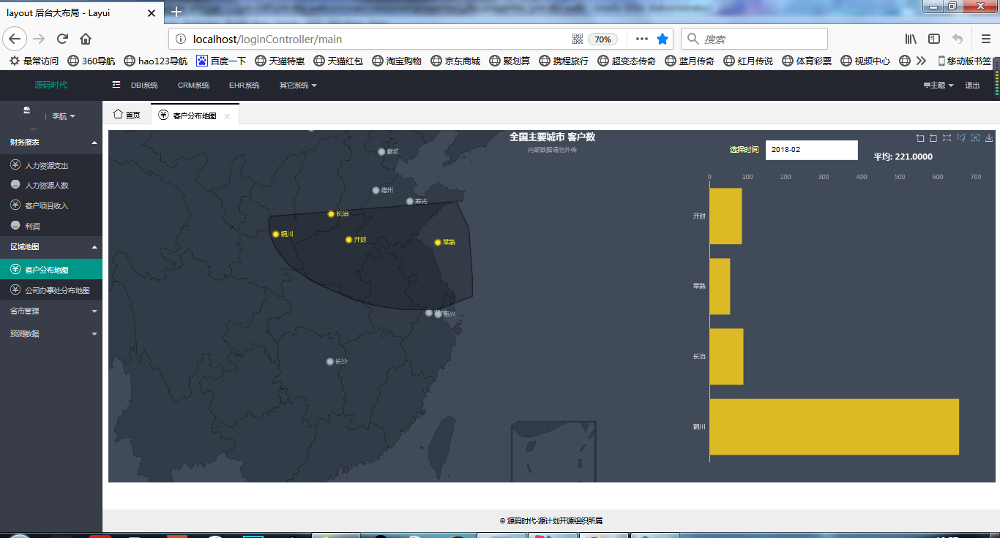 layout 后台大布局 - Layui
localhost/loginController/main
70%
搜索
最常访问 360导航 hao123导航 百度一下 天猫特惠 天猫红包 淘宝购物 京东商城 聚划算 携程旅行 超变态传奇 蓝月传奇 红月传说 体育彩票 视频中心 移动版书签
源码时代 DBI系统 CRM系统 EHR系统 其它系统 主题 退出
李航
首页 客户分布地图
财务报表
人力资源支出
人力资源人数
客户项目收入
利润
区域地图
客户分布地图
公司办事处分布地图
省市管理
预测数据
全国主要城市 客户数
内部数据请勿外传
选择时间 2018-02
平均: 221.0000
廊坊
德州
寿光
长治
铜川
开封
常熟
嘉兴
长沙
0 100 200 300 400 500 600 700
开封
常熟
长治
铜川
© 源码时代-源计划开源组织所属